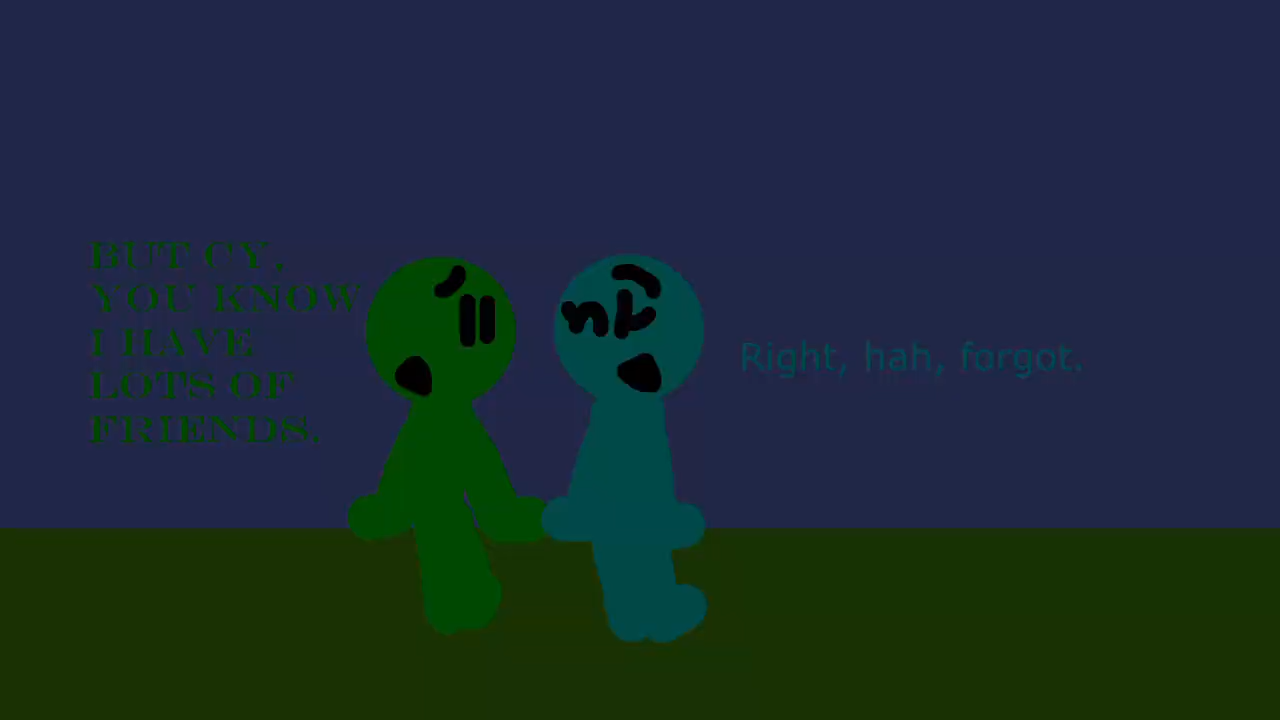 BUT CY,
YOU KNOW
I HAVE
LOTS OF
FRIENDS.
Right, hah, forgot.